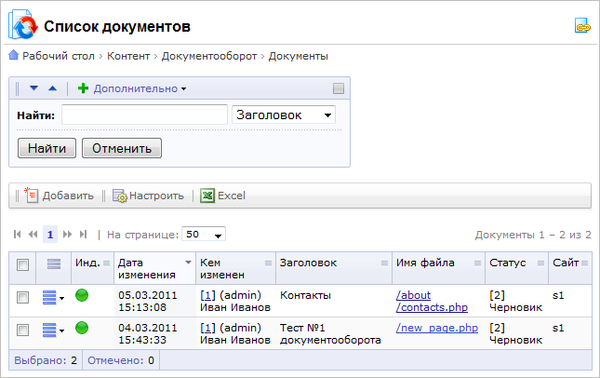 Список документов
Рабочий стол › Контент › Документооборот › Документы
Дополнительно
Найти: Заголовок
Найти Отменить
Добавить Настроить Excel
1 На странице: 50 Документы 1 – 2 из 2
Инд. Дата изменения Кем изменен Заголовок Имя файла Статус Сайт
05.03.2011 [1] (admin) Контакты /about [2] s1
15:13:08 Иван Иванов /contacts.php Черновик
04.03.2011 [1] (admin) Тест №1 /new_page.php [2] s1
15:43:33 Иван Иванов документооборота Черновик
Выбрано: 2 Отмечено: 0